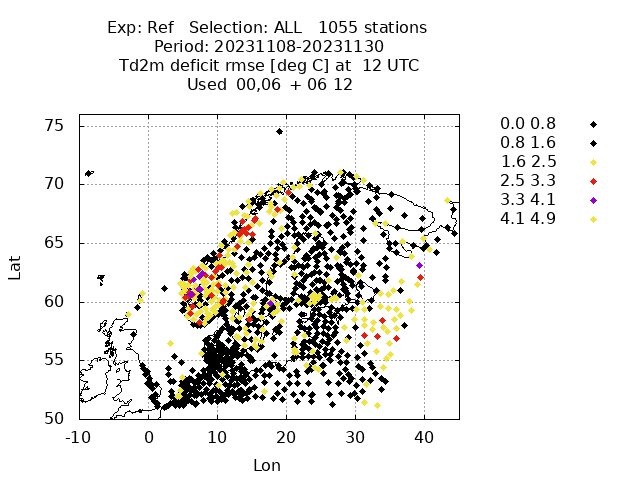 Exp: Ref   Selection: ALL   1055 stations
Period: 20231108-20231130
Td2m deficit rmse [deg C] at  12 UTC
Used  00,06  + 06 12
0.0 0.8
0.8 1.6
1.6 2.5
2.5 3.3
3.3 4.1
4.1 4.9
75
70
65
60
55
50
Lat
-10 0 10 20 30 40
Lon